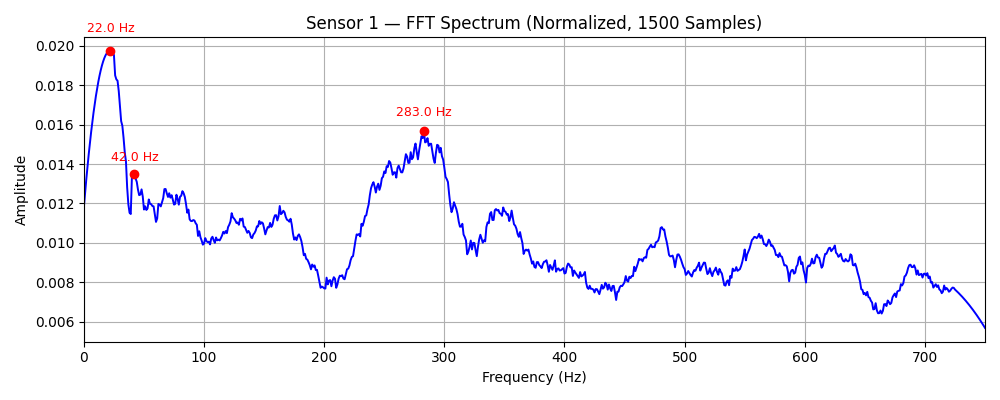 Sensor 1 — FFT Spectrum (Normalized, 1500 Samples)
22.0 Hz
42.0 Hz
283.0 Hz
Amplitude
0.020
0.018
0.016
0.014
0.012
0.010
0.008
0.006
0 100 200 300 400 500 600 700
Frequency (Hz)